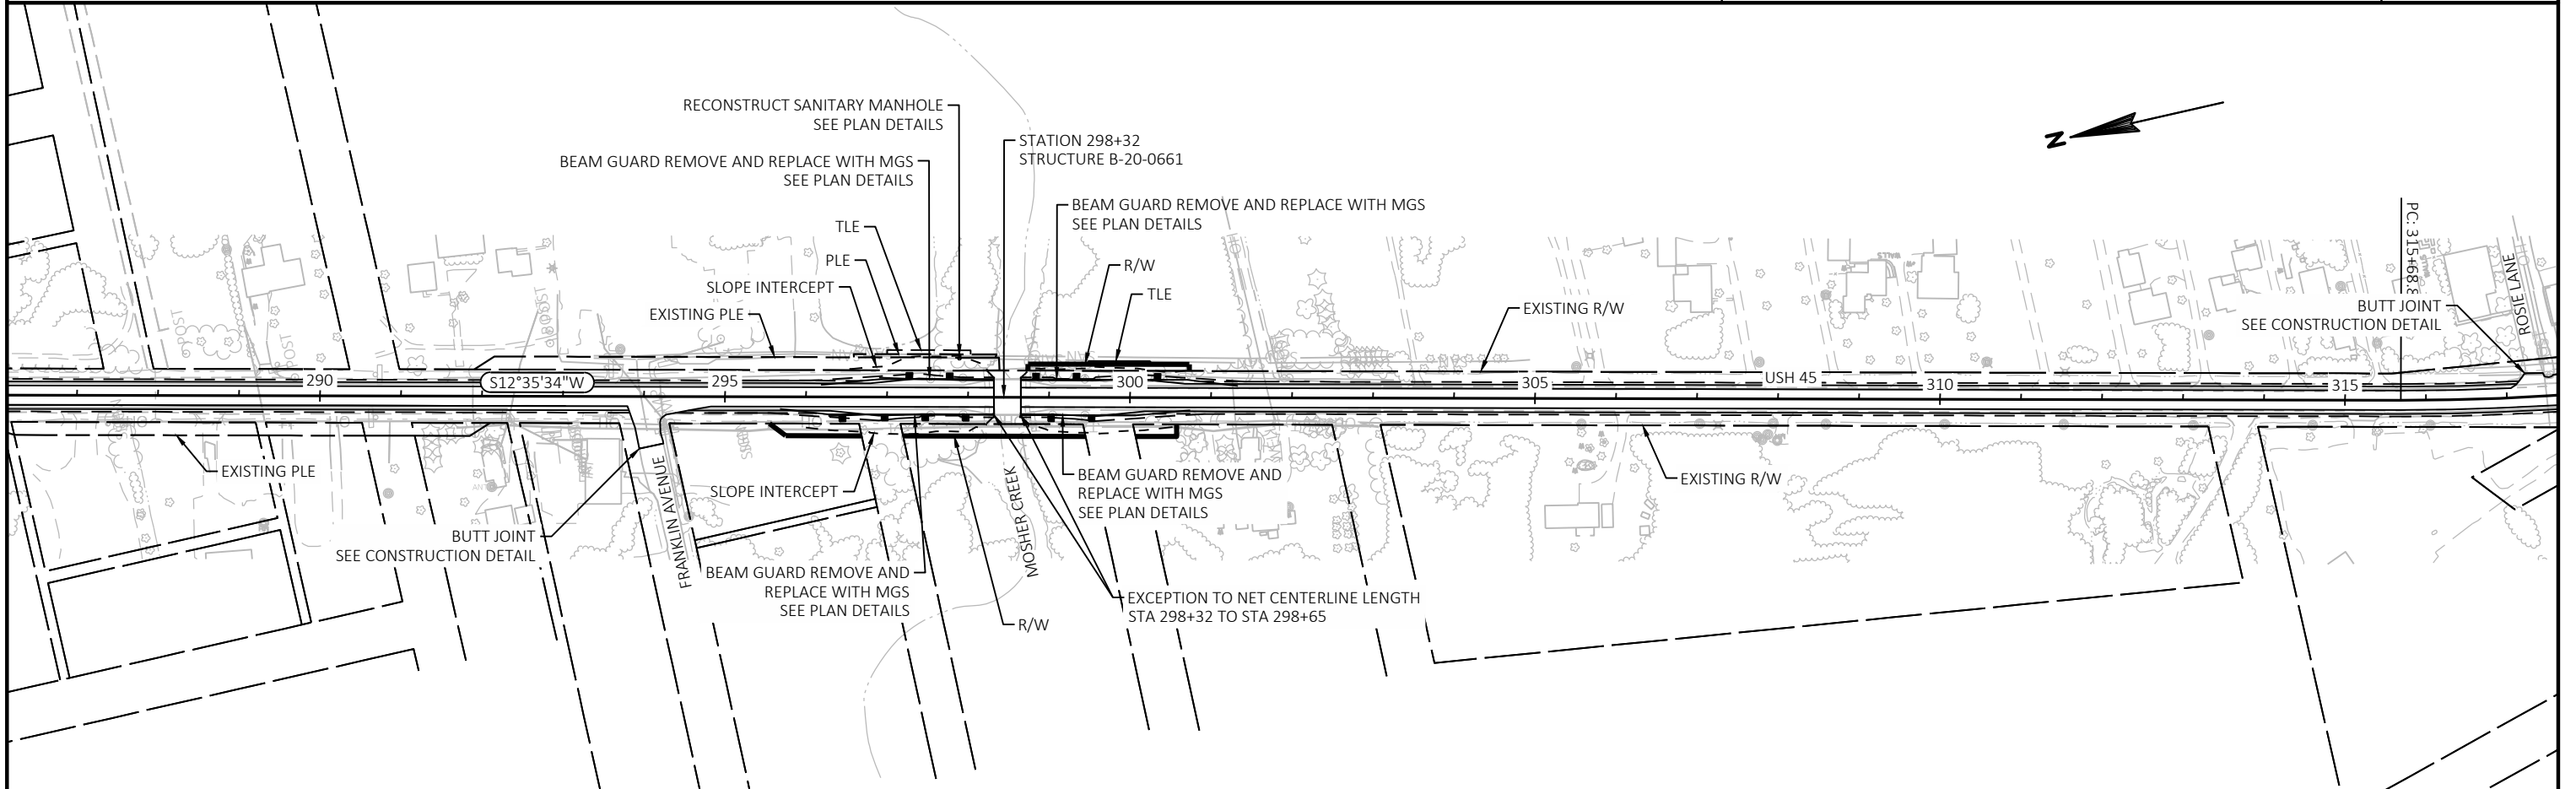 RECONSTRUCT SANITARY MANHOLE
SEE PLAN DETAILS
BEAM GUARD REMOVE AND REPLACE WITH MGS
SEE PLAN DETAILS
STATION 298+32
STRUCTURE B-20-0661
N
BEAM GUARD REMOVE AND REPLACE WITH MGS
SEE PLAN DETAILS
TLE
PLE
SLOPE INTERCEPT
EXISTING PLE
R/W
TLE
EXISTING R/W
PC: 315+68.
ROSIE LANE
BUTT JOINT
SEE CONSTRUCTION DETAIL
290
S12°35'34"W
295
300
305
USH 45
310
315
EXISTING PLE
SLOPE INTERCEPT
BEAM GUARD REMOVE AND
REPLACE WITH MGS
SEE PLAN DETAILS
EXISTING R/W
BUTT JOINT
SEE CONSTRUCTION DETAIL
FRANKLIN AVENUE
MOSHER CREEK
BEAM GUARD REMOVE AND
REPLACE WITH MGS
SEE PLAN DETAILS
EXCEPTION TO NET CENTERLINE LENGTH
STA 298+32 TO STA 298+65
R/W